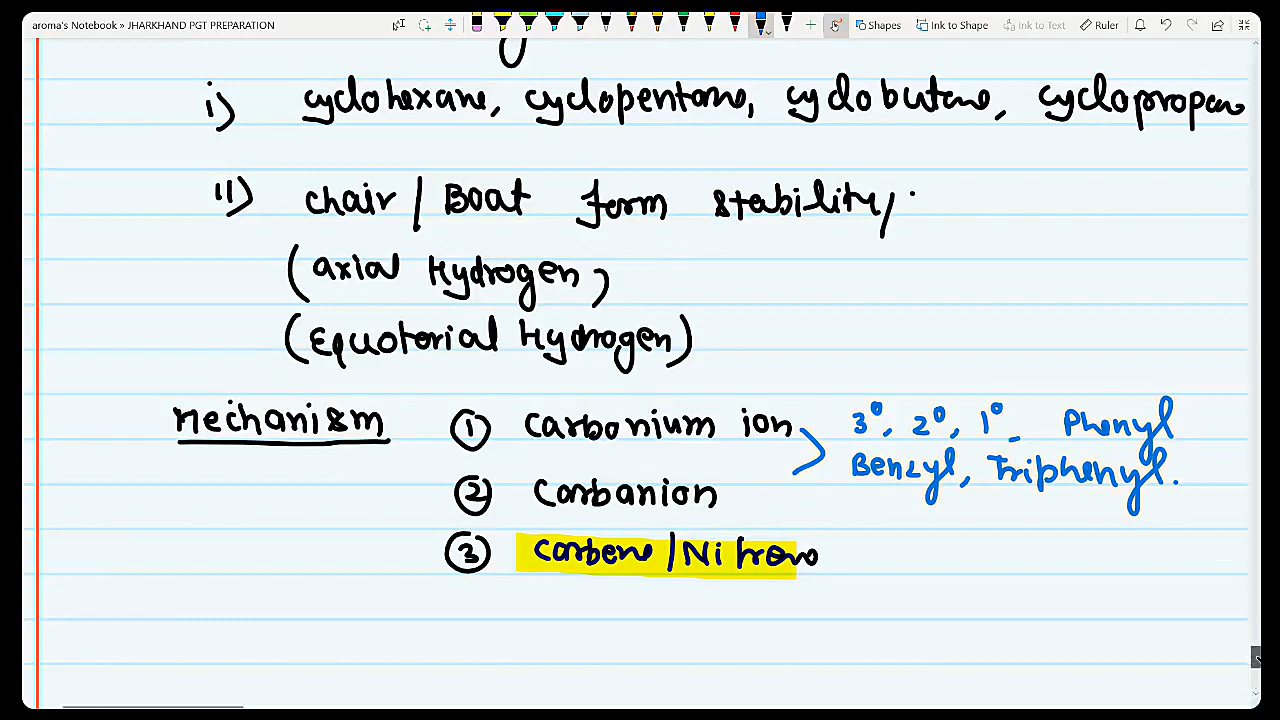 aroma's Notebook » JHARKHAND PGT PREPARATION
Shapes Ink to Shape Ink to Text Ruler
i) cyclohexane, cyclopentane, cyclobutane, cyclopropane
ii) chair / Boat form stability/
(axial Hydrogen,
(Equotorial Hydrogen)
Mechanism ① Carbonium ion 3°, 2°, 1° Phenyl
Benzyl, Triphenyl.
② Carbanion
③ Carbene/Nitrene